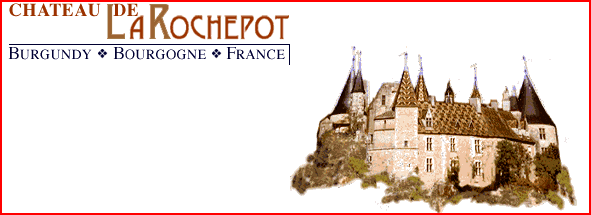 CHATEAU DE
LAROCHEPOT
BURGUNDY ❖ BOURGOGNE ❖ FRANCE